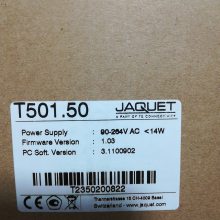 T501.50
JAQUET
A PART OF TE CONNECTIVITY
Power Supply : 90-264V AC <14W
Firmware Version : 1.03
PC Soft. Version : 3.1100902
T2350200822
Thannerstrasse 15 CH-4009 Basel
Switzerland - www.jaquet.com